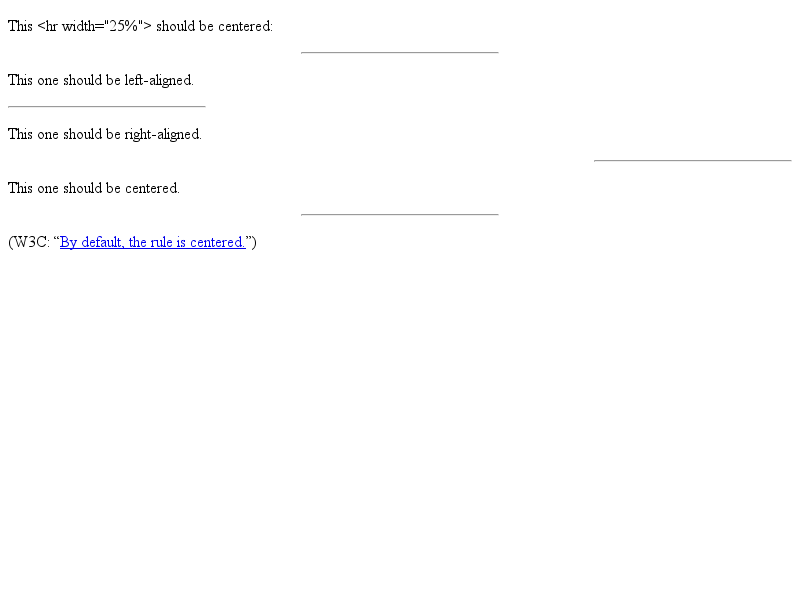 This <hr width="25%"> should be centered:
This one should be left-aligned.
This one should be right-aligned.
This one should be centered.
(W3C: “By default, the rule is centered.”)